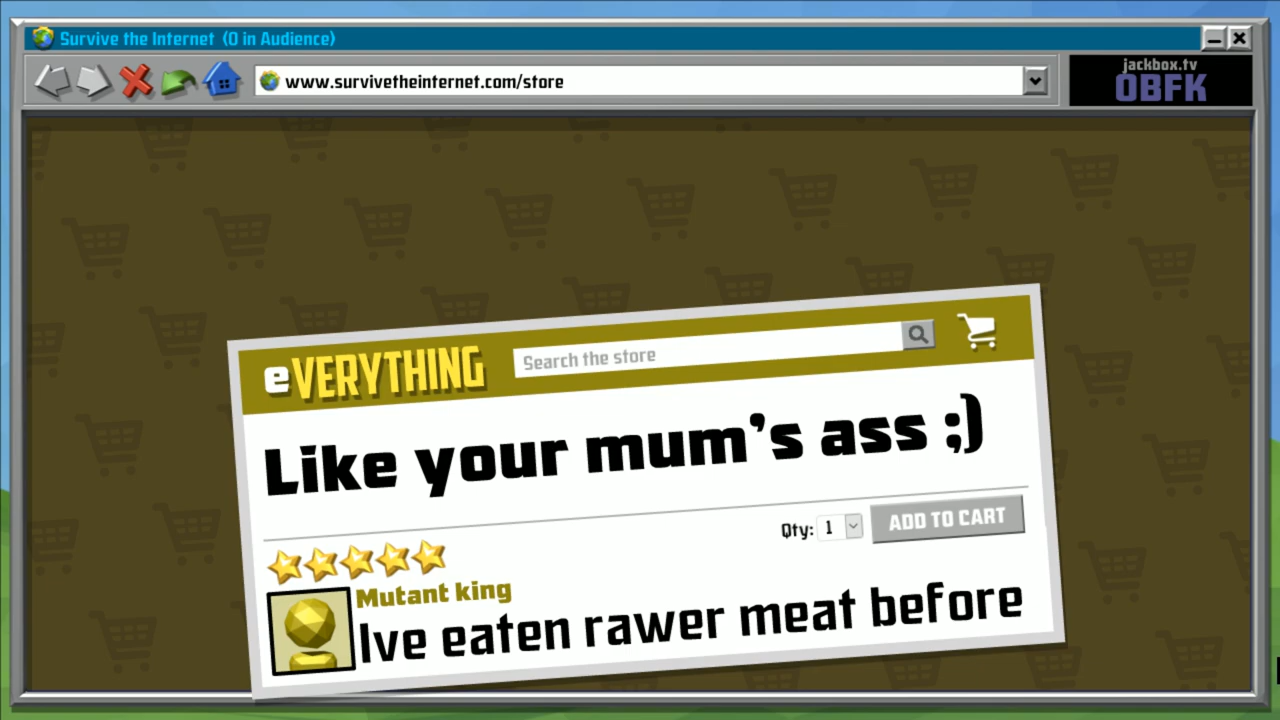 Survive the Internet (0 in Audience)
www.survivetheinternet.com/store
jackbox.tv
OBFK
eVERYTHING
Search the store
Like your mum's ass ;)
Qty: 1
ADD TO CART
Mutant king
Ive eaten rawer meat before